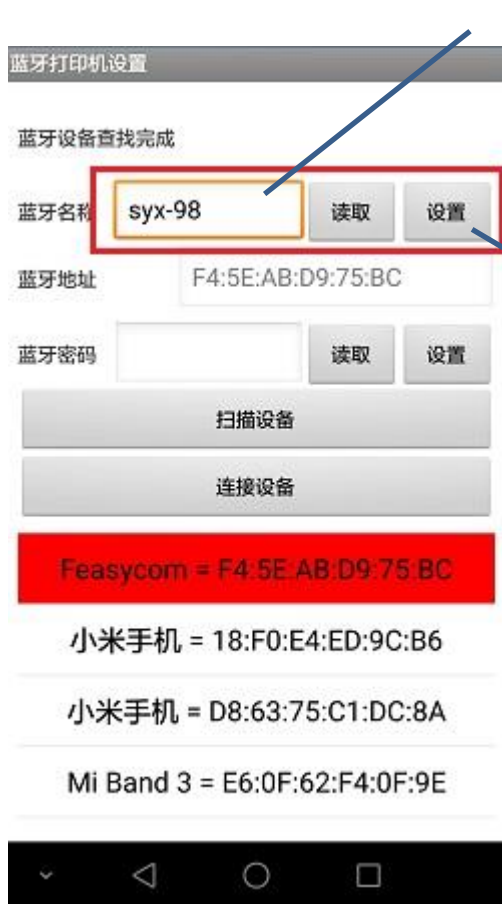 蓝牙打印机设置
蓝牙设备查找完成
蓝牙名称 syx-98 读取 设置
蓝牙地址 F4:5E:AB:D9:75:BC
蓝牙密码 读取 设置
扫描设备
连接设备
Feasycom = F4:5E:AB:D9:75:BC
小米手机 = 18:F0:E4:ED:9C:B6
小米手机 = D8:63:75:C1:DC:8A
Mi Band 3 = E6:0F:62:F4:0F:9E